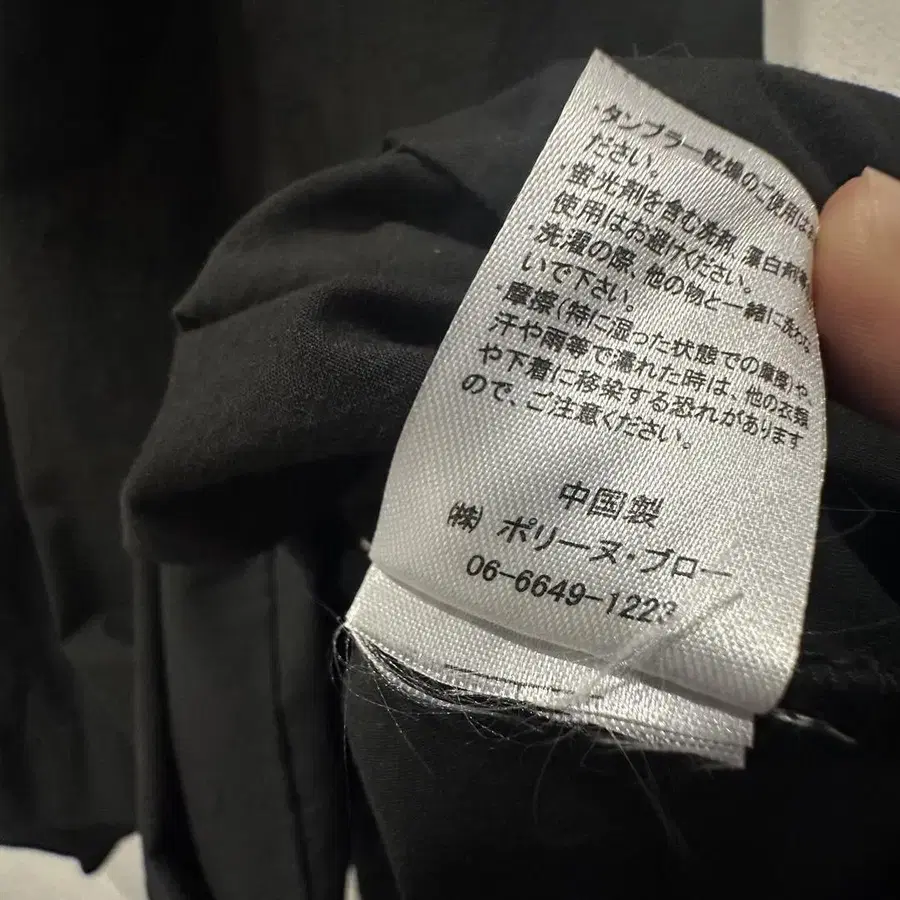 ・タンブラー乾燥のご使用は
ださい。
・蛍光剤を含む洗剤、漂白剤等
使用はお避けください。
・洗濯の際、他の物と一緒に洗わな
いで下さい。
・摩擦(特に湿った状態での摩擦)や
汗や雨等で濡れた時は、他の衣類
や下着に移染する恐れがあります
ので、ご注意ください。
中国製
㈱ ポリーヌ・ブロー
06-6649-1223